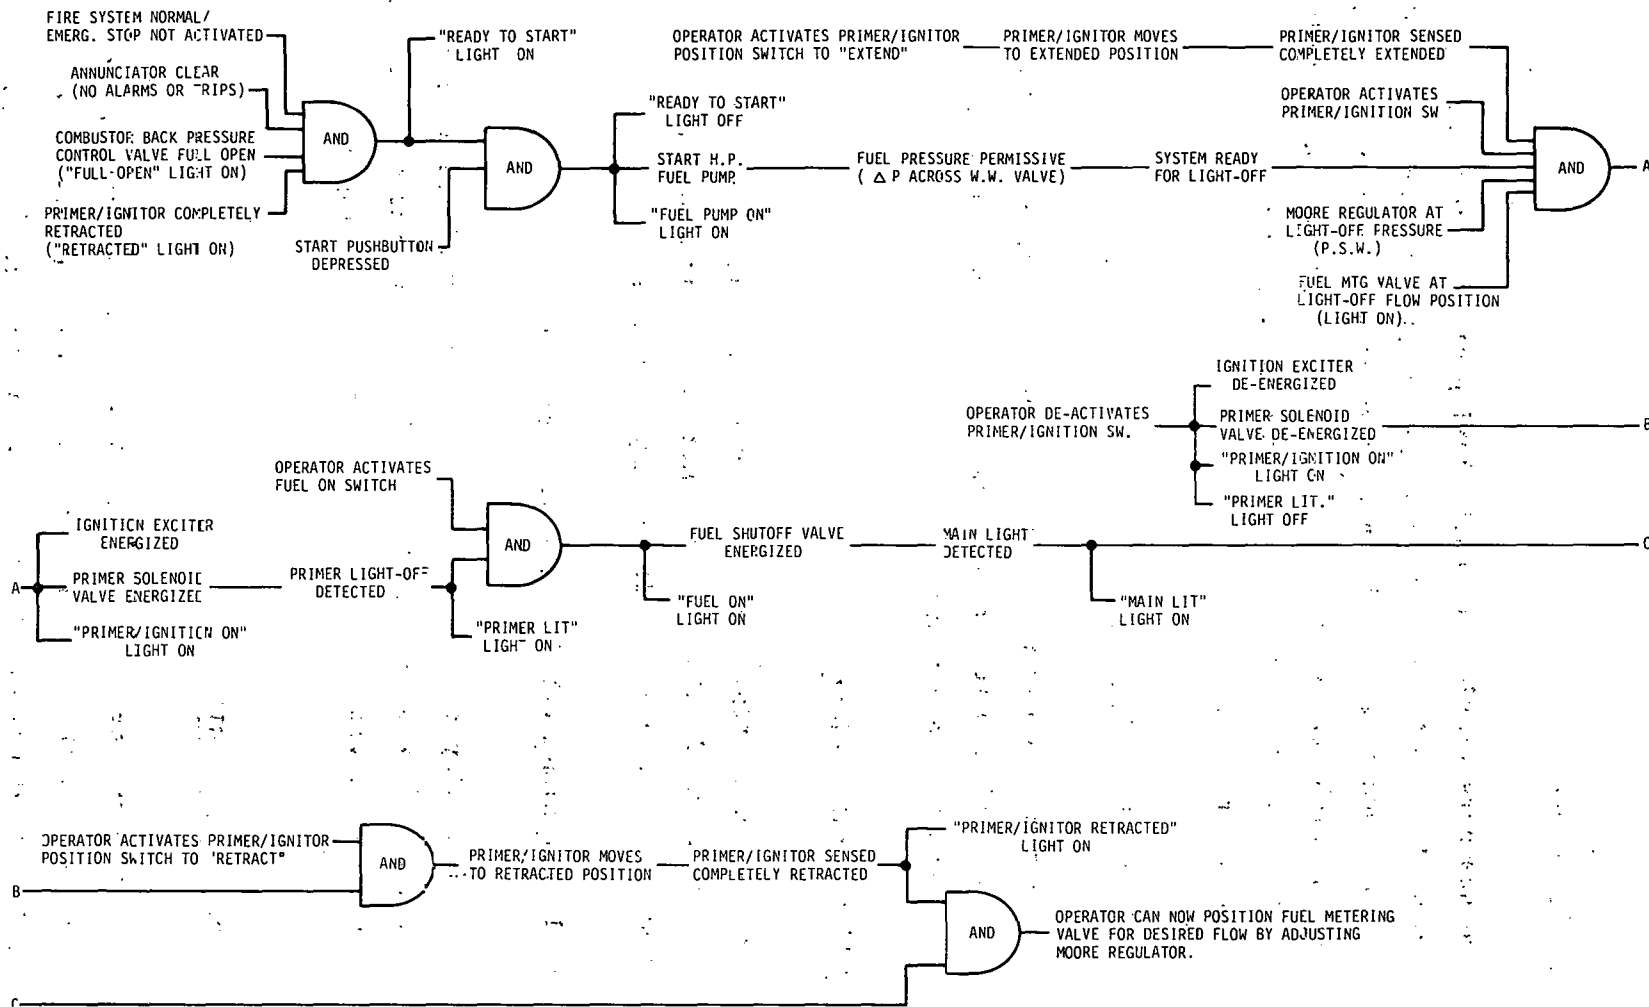 FIRE SYSTEM NORMAL/
EMERG. STOP NOT ACTIVATED
ANNUNCIATOR CLEAR
(NO ALARMS OR TRIPS)
COMBUSTOR BACK PRESSURE
CONTROL VALVE FULL OPEN
("FULL-OPEN" LIGHT ON)
PRIMER/IGNITOR COMPLETELY
RETRACTED
("RETRACTED" LIGHT ON)
AND
"READY TO START"
LIGHT ON
START PUSHBUTTON
DEPRESSED
AND
"READY TO START"
LIGHT OFF
START H.P.
FUEL PUMP
"FUEL PUMP ON"
LIGHT ON
OPERATOR ACTIVATES PRIMER/IGNITOR
POSITION SWITCH TO "EXTEND"
PRIMER/IGNITOR MOVES
TO EXTENDED POSITION
PRIMER/IGNITOR SENSED
COMPLETELY EXTENDED
FUEL PRESSURE PERMISSIVE
( Δ P ACROSS W.W. VALVE)
SYSTEM READY
FOR LIGHT-OFF
OPERATOR ACTIVATES
PRIMER/IGNITION SW
MOORE REGULATOR AT
LIGHT-OFF PRESSURE
(P.S.W.)
FUEL MTG VALVE AT
LIGHT-OFF FLOW POSITION
(LIGHT ON)
AND
A
OPERATOR DE-ACTIVATES
PRIMER/IGNITION SW.
IGNITION EXCITER
DE-ENERGIZED
PRIMER SOLENOID
VALVE DE-ENERGIZED
"PRIMER/IGNITION ON"
LIGHT ON
"PRIMER LIT."
LIGHT OFF
B
A
IGNITION EXCITER
ENERGIZED
PRIMER SOLENOID
VALVE ENERGIZED
"PRIMER/IGNITION ON"
LIGHT ON
PRIMER LIGHT-OFF
DETECTED
OPERATOR ACTIVATES
FUEL ON SWITCH
"PRIMER LIT"
LIGHT ON
AND
FUEL SHUTOFF VALVE
ENERGIZED
"FUEL ON"
LIGHT ON
MAIN LIGHT
DETECTED
"MAIN LIT"
LIGHT ON
C
OPERATOR ACTIVATES PRIMER/IGNITOR
POSITION SWITCH TO "RETRACT"
B
AND
PRIMER/IGNITOR MOVES
TO RETRACTED POSITION
PRIMER/IGNITOR SENSED
COMPLETELY RETRACTED
"PRIMER/IGNITOR RETRACTED"
LIGHT ON
AND
OPERATOR CAN NOW POSITION FUEL METERING
VALVE FOR DESIRED FLOW BY ADJUSTING
MOORE REGULATOR.
C